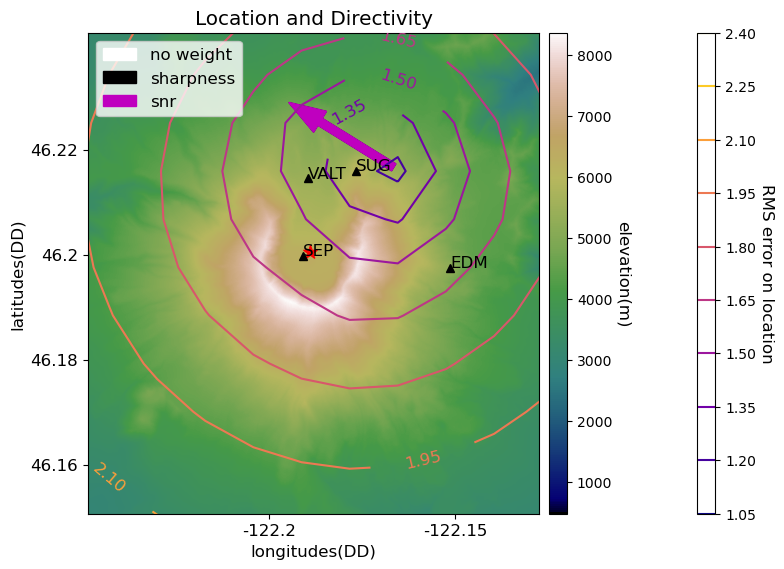 Location and Directivity
no weight
sharpness
snr
1.65
1.50
1.35
VALT
SUG
SEP
EDM
1.95
2.10
46.22
46.2
46.18
46.16
latitudes(DD)
-122.2
-122.15
longitudes(DD)
8000
7000
6000
5000
4000
3000
2000
1000
elevation(m)
2.40
2.25
2.10
1.95
1.80
1.65
1.50
1.35
1.20
1.05
RMS error on location